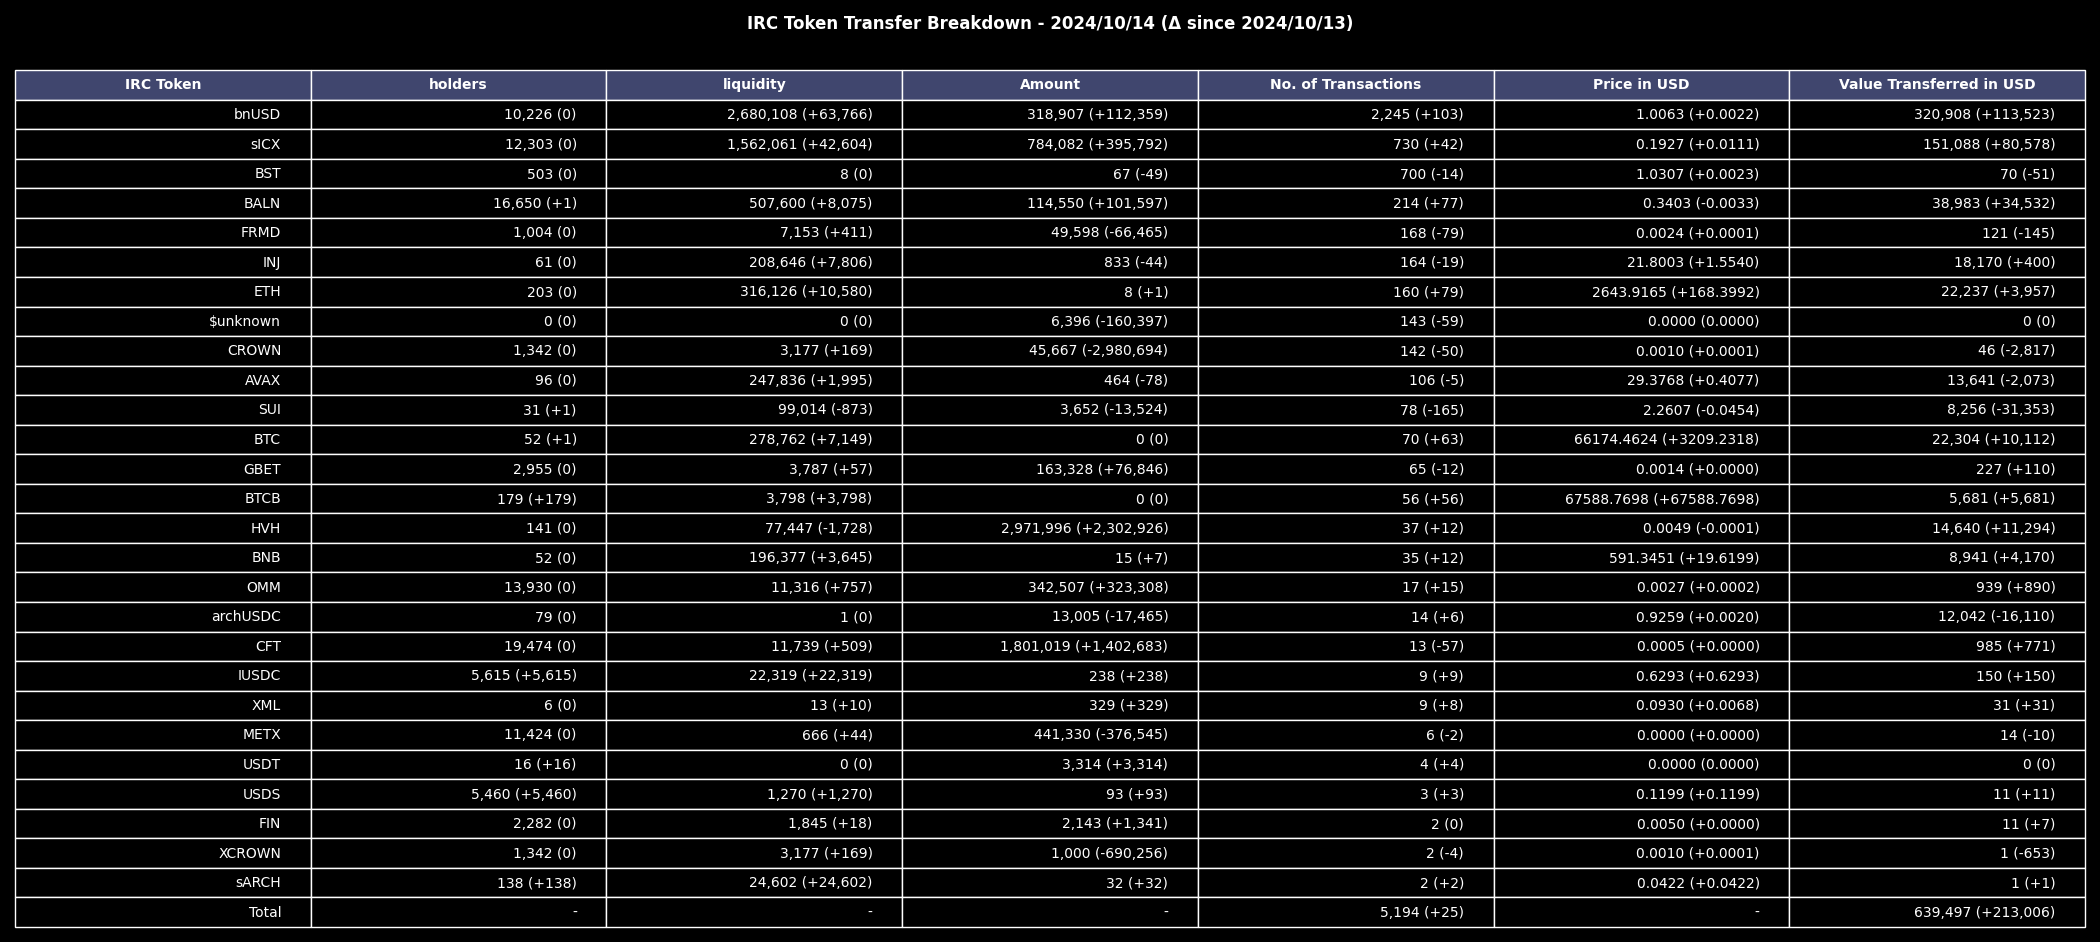 IRC Token Transfer Breakdown - 2024/10/14 (Δ since 2024/10/13)
IRC Token holders liquidity Amount No. of Transactions Price in USD Value Transferred in USD
bnUSD 10,226 (0) 2,680,108 (+63,766) 318,907 (+112,359) 2,245 (+103) 1.0063 (+0.0022) 320,908 (+113,523)
sICX 12,303 (0) 1,562,061 (+42,604) 784,082 (+395,792) 730 (+42) 0.1927 (+0.0111) 151,088 (+80,578)
BST 503 (0) 8 (0) 67 (-49) 700 (-14) 1.0307 (+0.0023) 70 (-51)
BALN 16,650 (+1) 507,600 (+8,075) 114,550 (+101,597) 214 (+77) 0.3403 (-0.0033) 38,983 (+34,532)
FRMD 1,004 (0) 7,153 (+411) 49,598 (-66,465) 168 (-79) 0.0024 (+0.0001) 121 (-145)
INJ 61 (0) 208,646 (+7,806) 833 (-44) 164 (-19) 21.8003 (+1.5540) 18,170 (+400)
ETH 203 (0) 316,126 (+10,580) 8 (+1) 160 (+79) 2643.9165 (+168.3992) 22,237 (+3,957)
$unknown 0 (0) 0 (0) 6,396 (-160,397) 143 (-59) 0.0000 (0.0000) 0 (0)
CROWN 1,342 (0) 3,177 (+169) 45,667 (-2,980,694) 142 (-50) 0.0010 (+0.0001) 46 (-2,817)
AVAX 96 (0) 247,836 (+1,995) 464 (-78) 106 (-5) 29.3768 (+0.4077) 13,641 (-2,073)
SUI 31 (+1) 99,014 (-873) 3,652 (-13,524) 78 (-165) 2.2607 (-0.0454) 8,256 (-31,353)
BTC 52 (+1) 278,762 (+7,149) 0 (0) 70 (+63) 66174.4624 (+3209.2318) 22,304 (+10,112)
GBET 2,955 (0) 3,787 (+57) 163,328 (+76,846) 65 (-12) 0.0014 (+0.0000) 227 (+110)
BTCB 179 (+179) 3,798 (+3,798) 0 (0) 56 (+56) 67588.7698 (+67588.7698) 5,681 (+5,681)
HVH 141 (0) 77,447 (-1,728) 2,971,996 (+2,302,926) 37 (+12) 0.0049 (-0.0001) 14,640 (+11,294)
BNB 52 (0) 196,377 (+3,645) 15 (+7) 35 (+12) 591.3451 (+19.6199) 8,941 (+4,170)
OMM 13,930 (0) 11,316 (+757) 342,507 (+323,308) 17 (+15) 0.0027 (+0.0002) 939 (+890)
archUSDC 79 (0) 1 (0) 13,005 (-17,465) 14 (+6) 0.9259 (+0.0020) 12,042 (-16,110)
CFT 19,474 (0) 11,739 (+509) 1,801,019 (+1,402,683) 13 (-57) 0.0005 (+0.0000) 985 (+771)
IUSDC 5,615 (+5,615) 22,319 (+22,319) 238 (+238) 9 (+9) 0.6293 (+0.6293) 150 (+150)
XML 6 (0) 13 (+10) 329 (+329) 9 (+8) 0.0930 (+0.0068) 31 (+31)
METX 11,424 (0) 666 (+44) 441,330 (-376,545) 6 (-2) 0.0000 (+0.0000) 14 (-10)
USDT 16 (+16) 0 (0) 3,314 (+3,314) 4 (+4) 0.0000 (0.0000) 0 (0)
USDS 5,460 (+5,460) 1,270 (+1,270) 93 (+93) 3 (+3) 0.1199 (+0.1199) 11 (+11)
FIN 2,282 (0) 1,845 (+18) 2,143 (+1,341) 2 (0) 0.0050 (+0.0000) 11 (+7)
XCROWN 1,342 (0) 3,177 (+169) 1,000 (-690,256) 2 (-4) 0.0010 (+0.0001) 1 (-653)
sARCH 138 (+138) 24,602 (+24,602) 32 (+32) 2 (+2) 0.0422 (+0.0422) 1 (+1)
Total - - - 5,194 (+25) - 639,497 (+213,006)